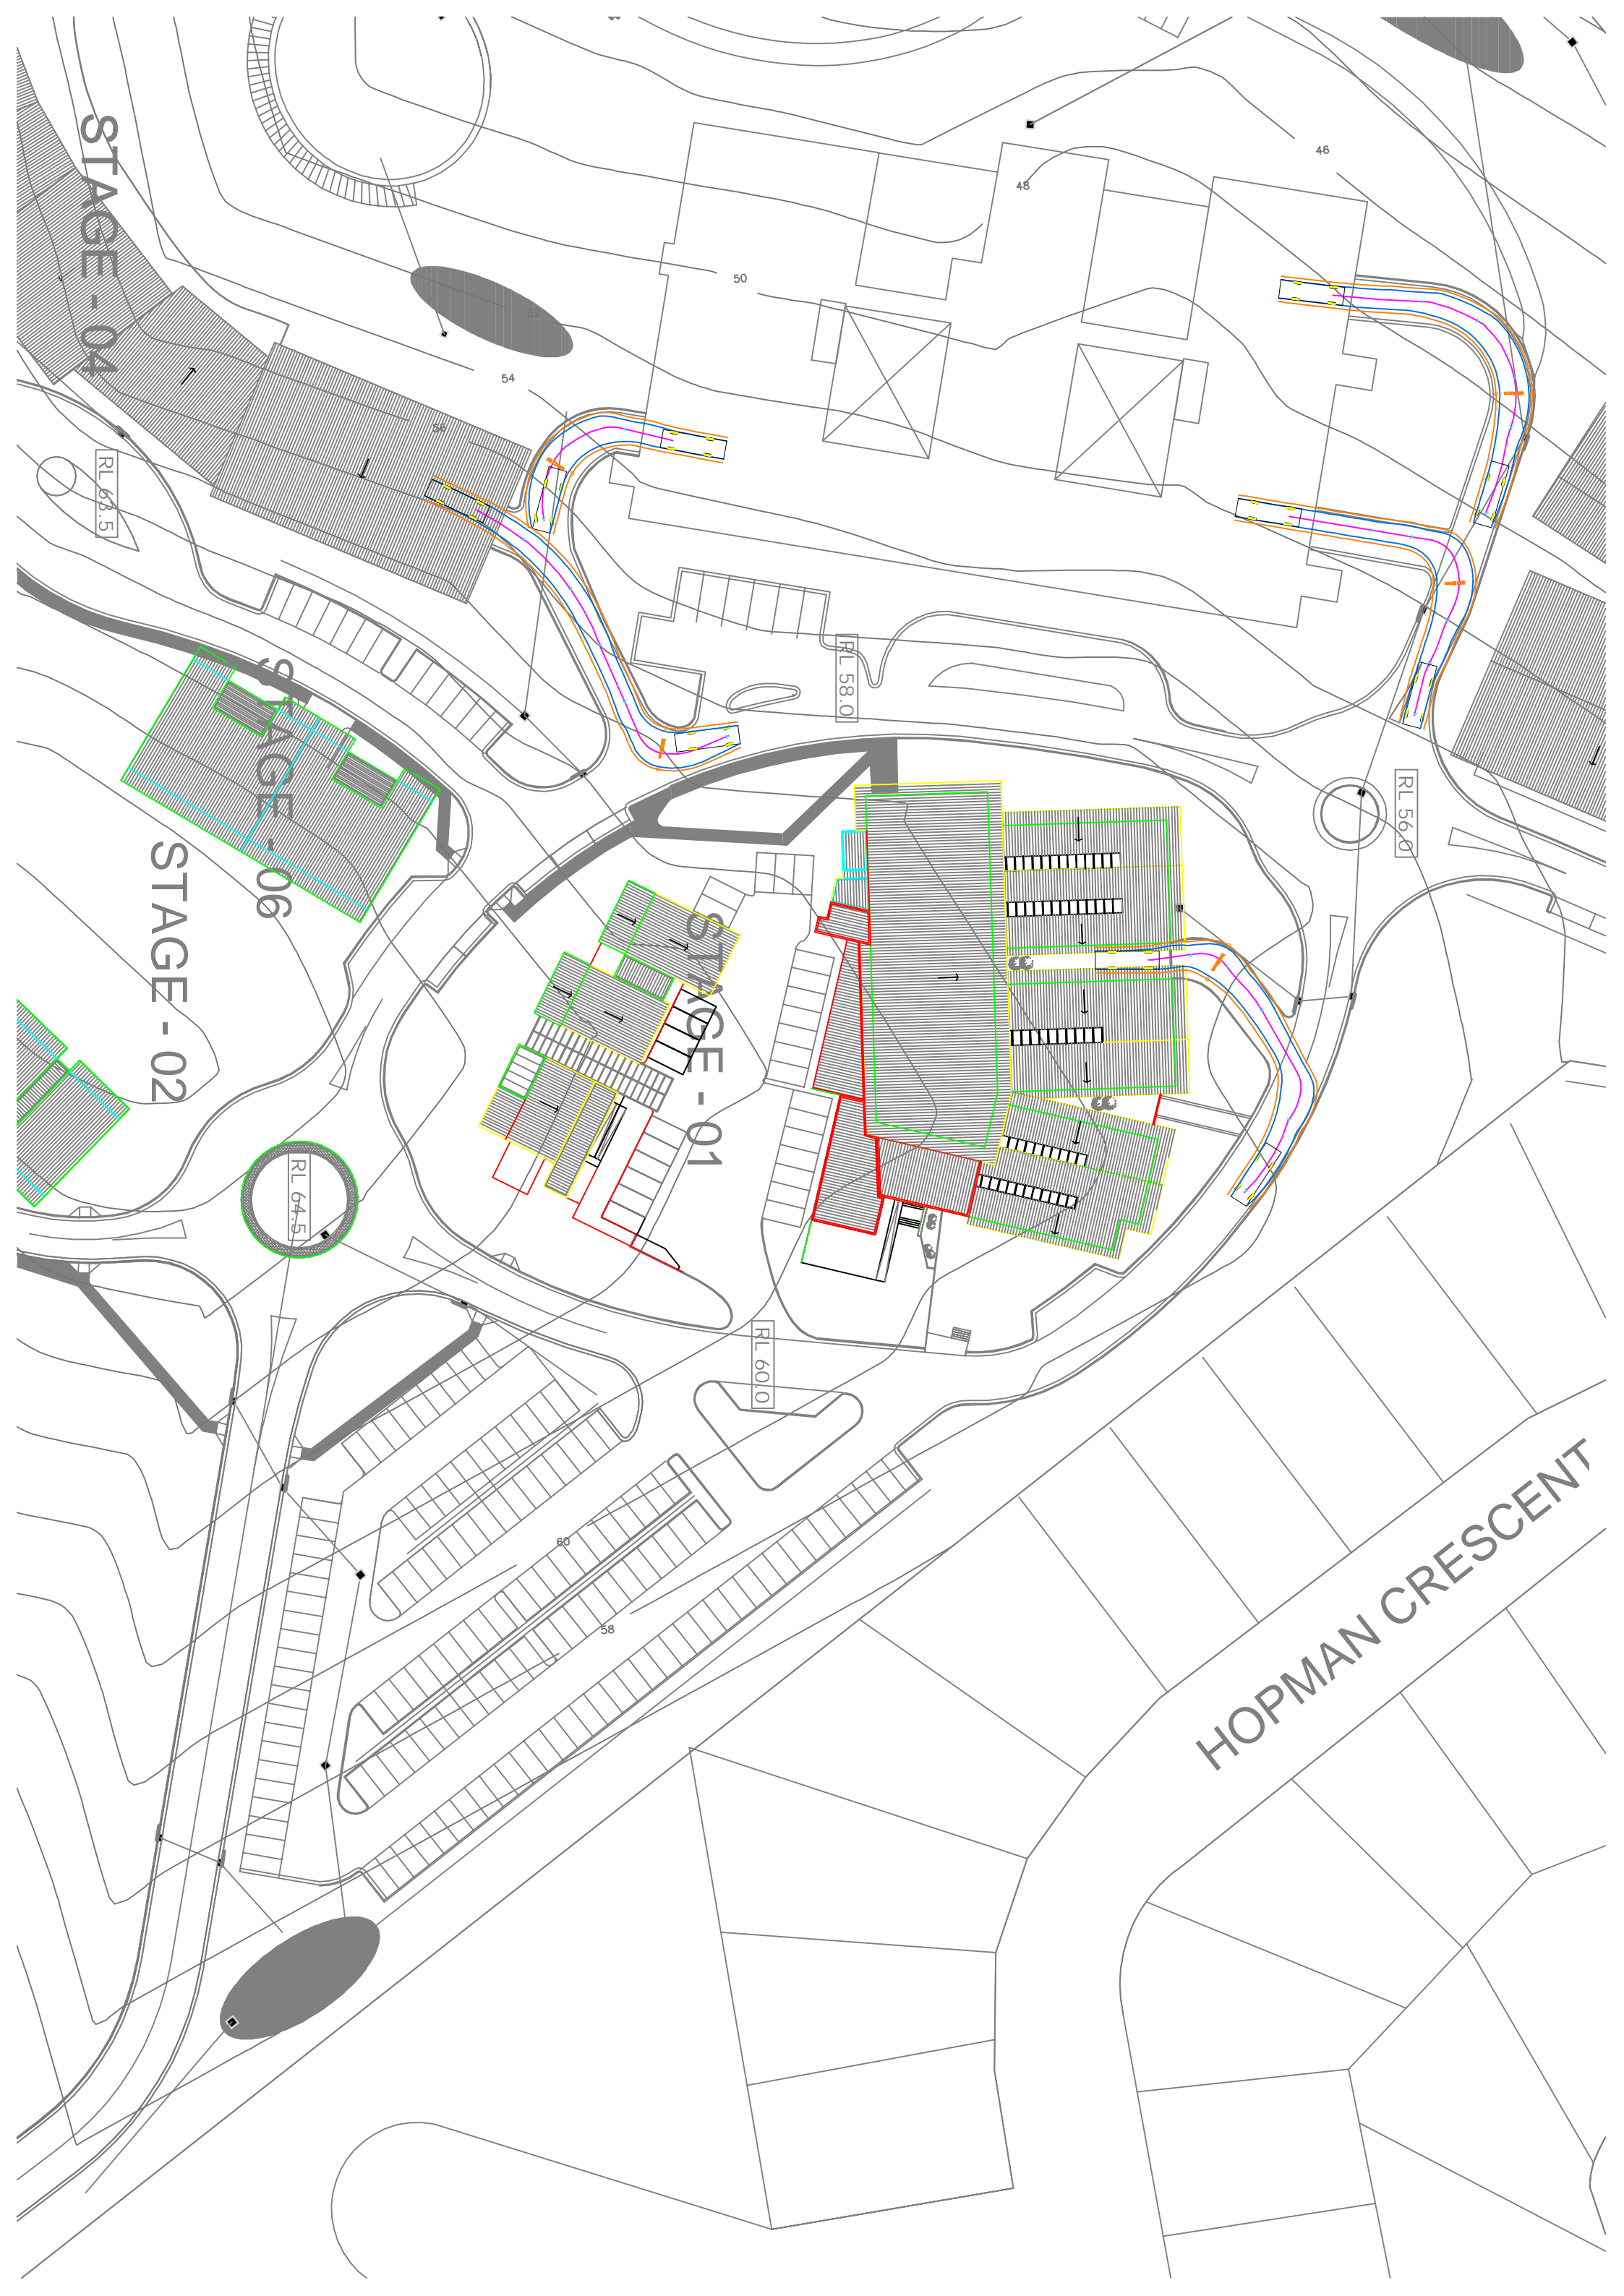 46
48
50
52
54
56
STAGE - 04
RL 63.5
RL 58.0
RL 56.0
STAGE - 06
STAGE - 02
STAGE - 01
RL 64.5
RL 60.0
60
58
HOPMAN CRESCENT